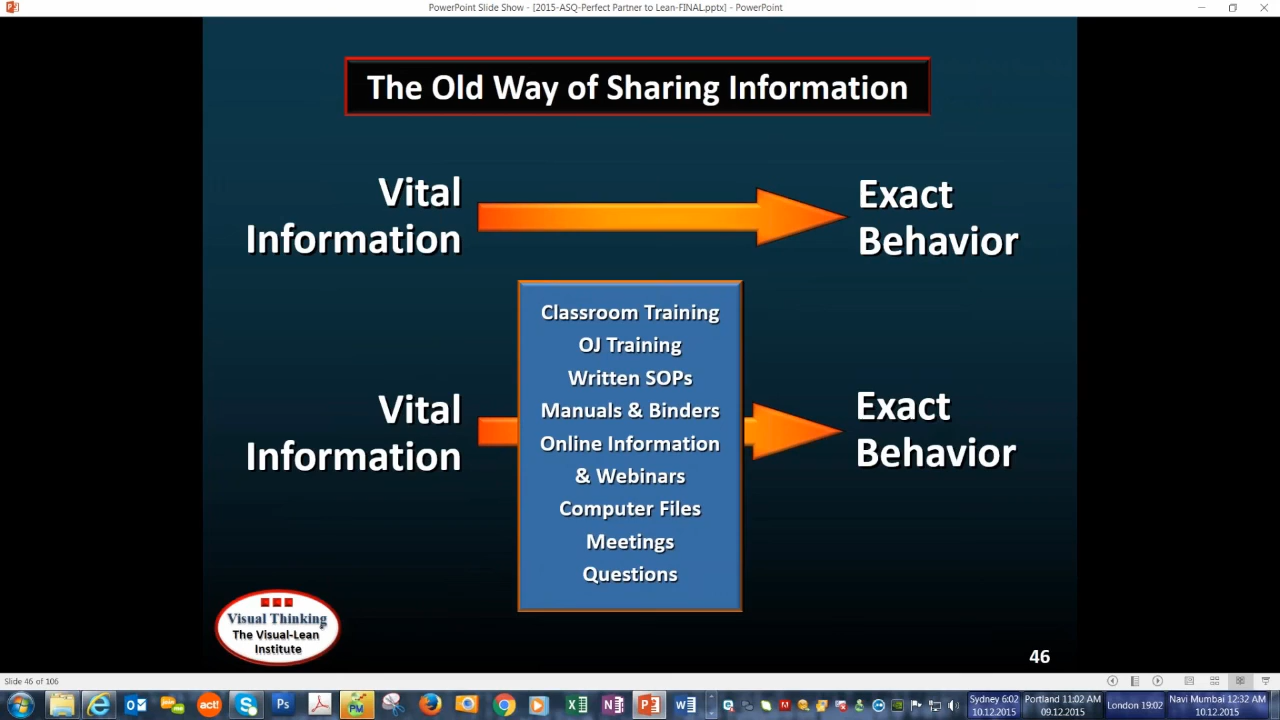 PowerPoint Slide Show - [2015-ASQ-Perfect Partner to Lean-FINAL.pptx] - PowerPoint
The Old Way of Sharing Information
Vital
Information
Exact
Behavior
Classroom Training
OJ Training
Written SOPs
Manuals & Binders
Online Information
& Webinars
Computer Files
Meetings
Questions
Vital
Information
Exact
Behavior
Visual Thinking
The Visual-Lean
Institute
46
Slide 46 of 106
act!
Ps
PM
Sydney 6:02
10.12.2015
Portland 11:02 AM
09.12.2015
London 19:02
Navi Mumbai 12:32 AM
10.12.2015